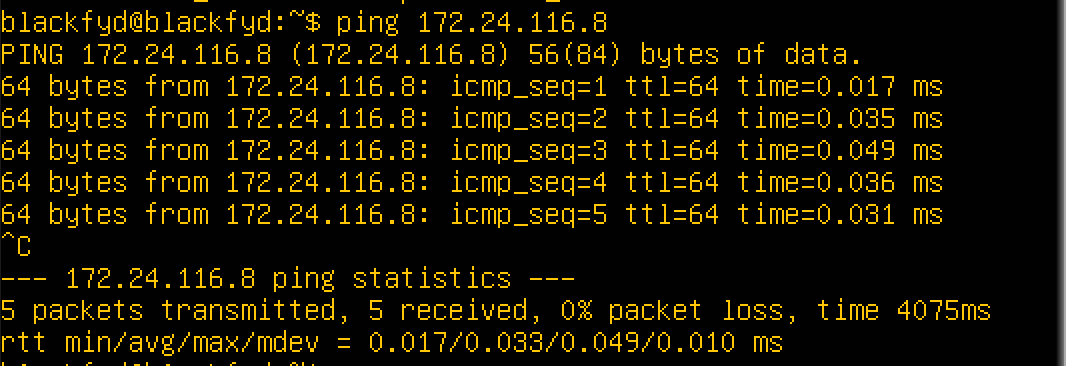 blackfyd@blackfyd:~$ ping 172.24.116.8
PING 172.24.116.8 (172.24.116.8) 56(84) bytes of data.
64 bytes from 172.24.116.8: icmp_seq=1 ttl=64 time=0.017 ms
64 bytes from 172.24.116.8: icmp_seq=2 ttl=64 time=0.035 ms
64 bytes from 172.24.116.8: icmp_seq=3 ttl=64 time=0.049 ms
64 bytes from 172.24.116.8: icmp_seq=4 ttl=64 time=0.036 ms
64 bytes from 172.24.116.8: icmp_seq=5 ttl=64 time=0.031 ms
^C
--- 172.24.116.8 ping statistics ---
5 packets transmitted, 5 received, 0% packet loss, time 4075ms
rtt min/avg/max/mdev = 0.017/0.033/0.049/0.010 ms